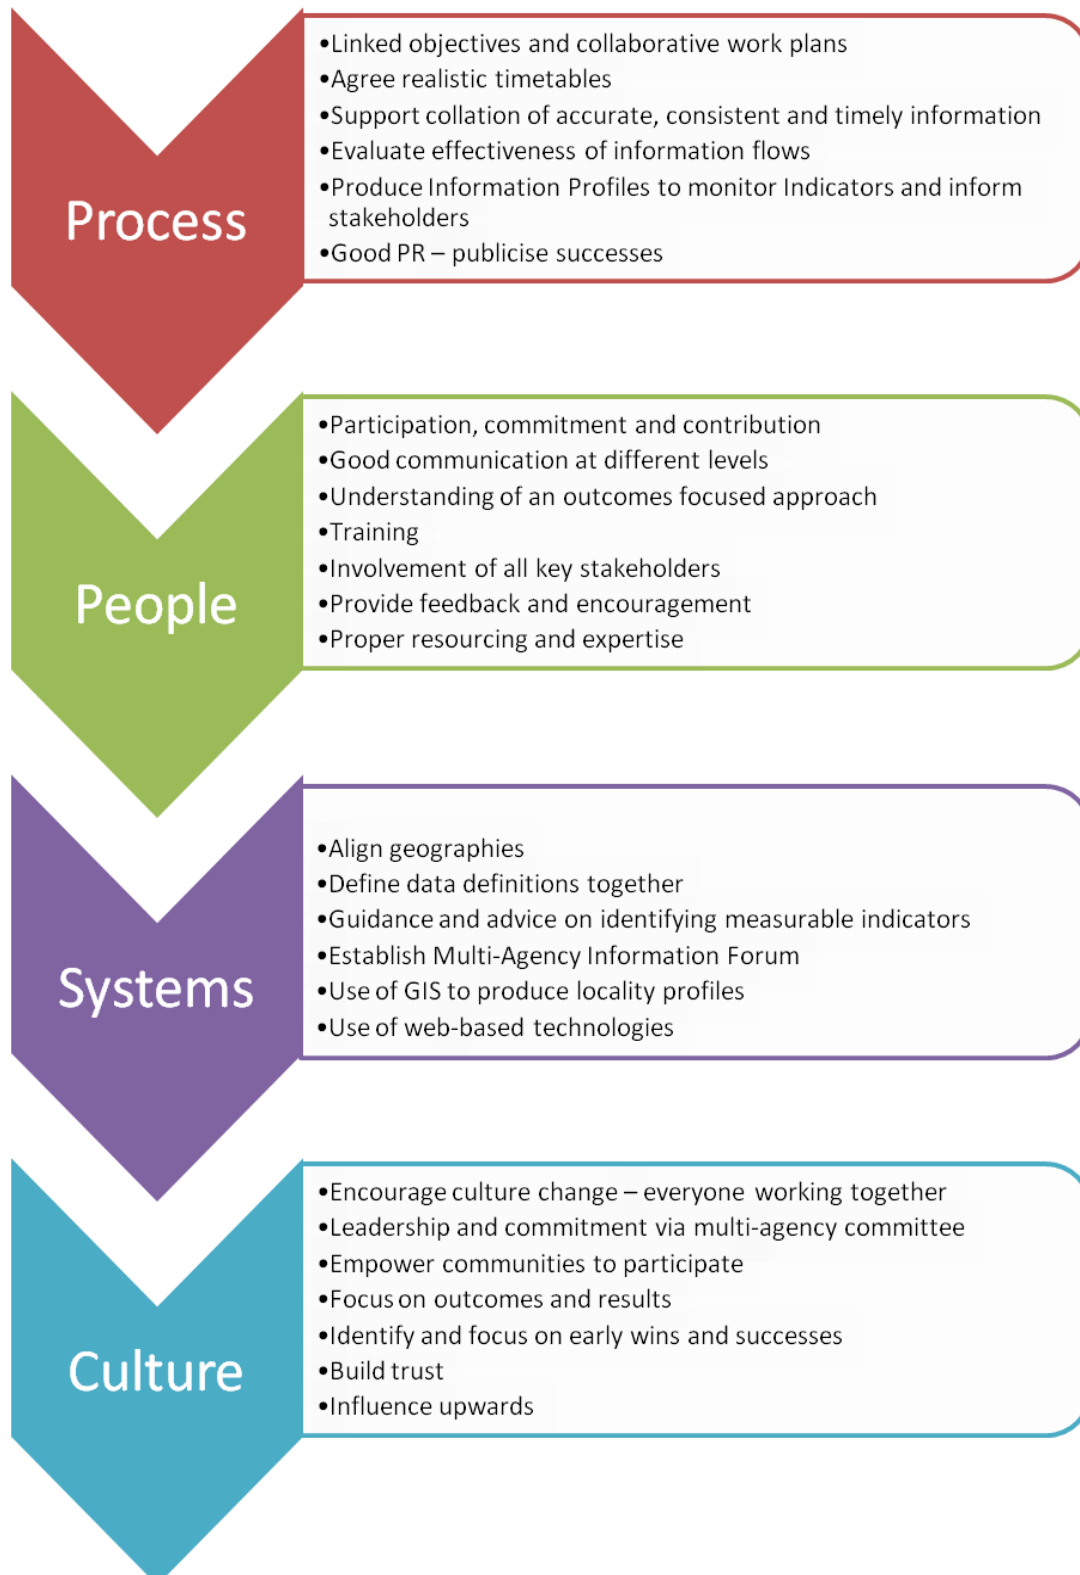 Process
•Linked objectives and collaborative work plans
•Agree realistic timetables
•Support collation of accurate, consistent and timely information
•Evaluate effectiveness of information flows
•Produce Information Profiles to monitor Indicators and inform
stakeholders
•Good PR – publicise successes
People
•Participation, commitment and contribution
•Good communication at different levels
•Understanding of an outcomes focused approach
•Training
•Involvement of all key stakeholders
•Provide feedback and encouragement
•Proper resourcing and expertise
Systems
•Align geographies
•Define data definitions together
•Guidance and advice on identifying measurable indicators
•Establish Multi-Agency Information Forum
•Use of GIS to produce locality profiles
•Use of web-based technologies
Culture
•Encourage culture change – everyone working together
•Leadership and commitment via multi-agency committee
•Empower communities to participate
•Focus on outcomes and results
•Identify and focus on early wins and successes
•Build trust
•Influence upwards